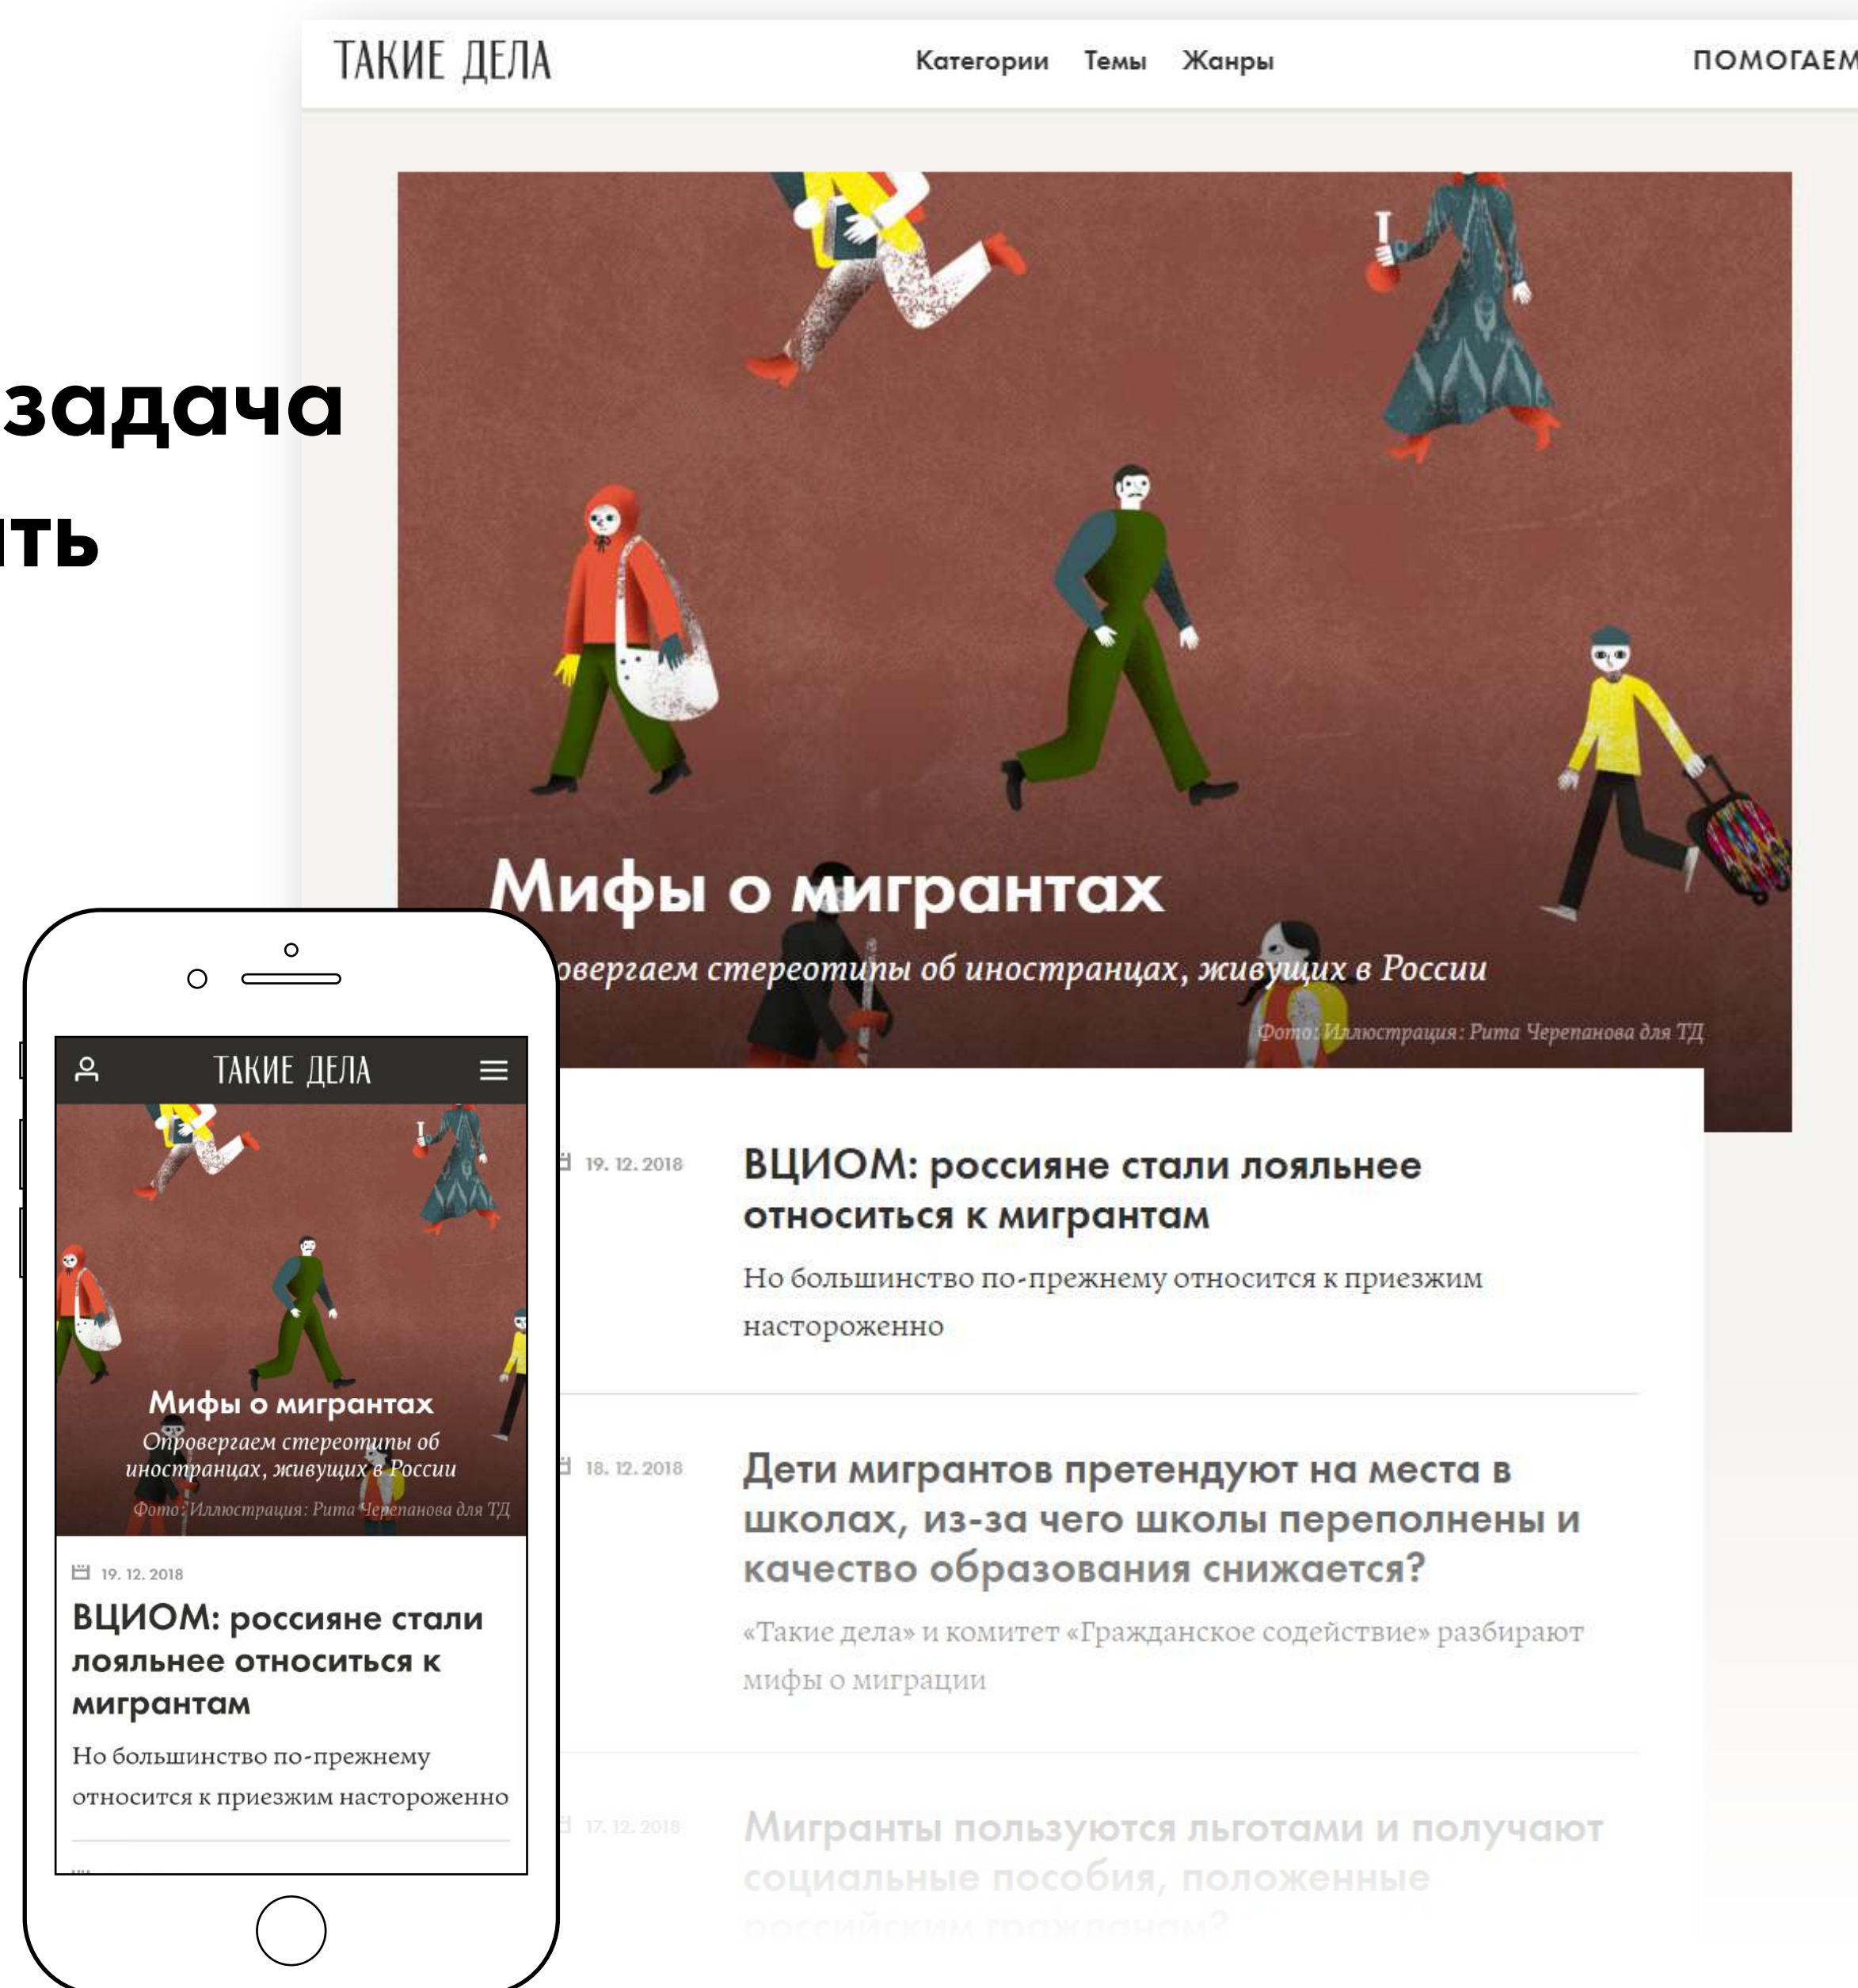 задача
ТАКИЕ ДЕЛА
Категории Темы Жанры
ПОМОГАЕМ
Мифы о мигрантах
стереотипы об иностранцах, живущих в России
Фото: Иллюстрация: Рита Черепанова для ТД
19. 12. 2018
ВЦИОМ: россияне стали лояльнее
относиться к мигрантам
Но большинство по-прежнему относится к приезжим
настороженно
18. 12. 2018
Дети мигрантов претендуют на места в
школах, из-за чего школы переполнены и
качество образования снижается?
«Такие дела» и комитет «Гражданское содействие» разбирают
мифы о миграции
17. 12. 2018
Мигранты пользуются льготами и получают
социальные пособия, положенные
российским гражданам?
ТАКИЕ ДЕЛА
Мифы о мигрантах
Опровергаем стереотипы об
иностранцах, живущих в России
Фото: Иллюстрация: Рита Черепанова для ТД
19. 12. 2018
ВЦИОМ: россияне стали
лояльнее относиться к
мигрантам
Но большинство по-прежнему
относится к приезжим настороженно